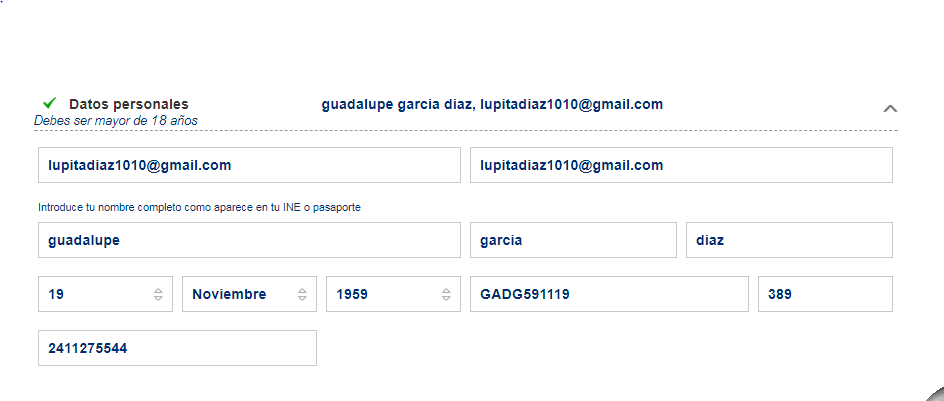 Datos personales guadalupe garcia diaz, lupitadiaz1010@gmail.com
Debes ser mayor de 18 años
lupitadiaz1010@gmail.com lupitadiaz1010@gmail.com
Introduce tu nombre completo como aparece en tu INE o pasaporte
guadalupe garcia diaz
19 Noviembre 1959 GADG591119 389
2411275544